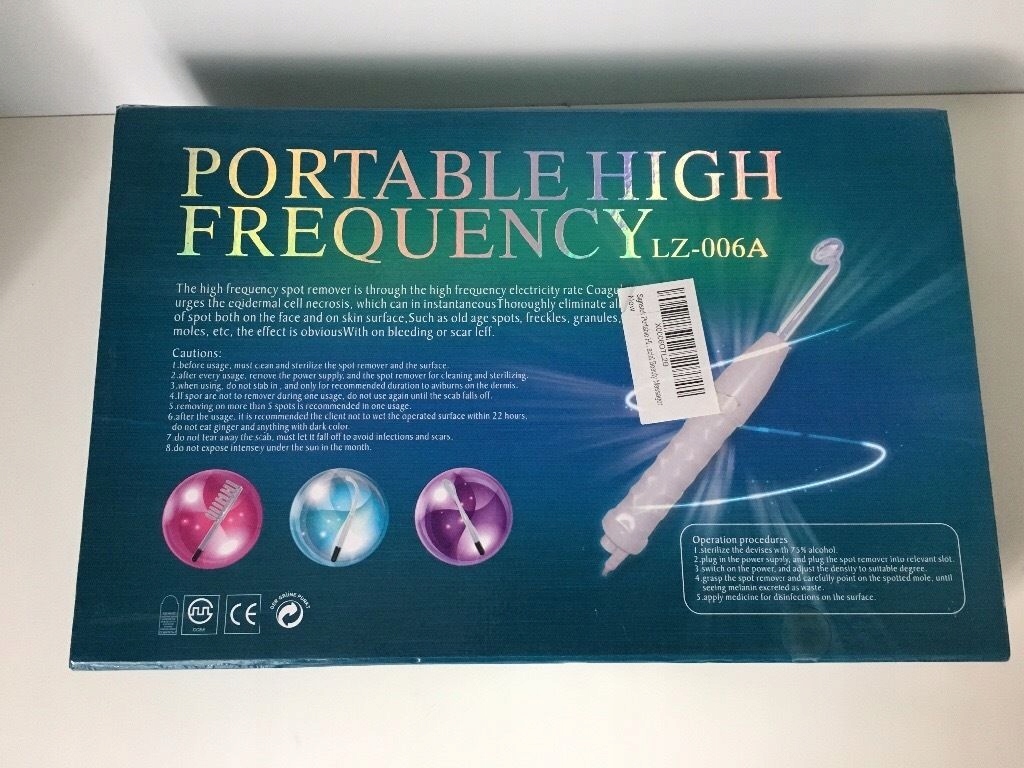 PORTABLE HIGH
FREQUENCY LZ-006A
The high frequency spot remover is through the high frequency electricity rate Coagul
urges the eqidermal cell necrosis, which can in instantaneousThoroughly eliminate all
of spot both on the face and on skin surface,Such as old age spots, freckles, granules,
moles, etc, the effect is obviousWith on bleeding or scar leff.
Cautions:
1.before usage, must clean and sterilize the spot remover and the surface.
2.after every usage, remove the power supply, and the spot remover for cleaning and sterilizing.
3.when using, do not stab in, and only for recommended duration to aviburns on the dermis.
4.If spor are not to remover during one usage, do not use again until the scab falls off.
5.removing on more than 5 spots is recommended in one usage.
6.after the usage, it is recommended the client not to wet the operated surface within 22 hours,
do not eat ginger and anything with dark color.
7.do not tear away the scab, must let it fall off to avoid infections and scars.
8.do not expose intensely under the sun in the month.
Portable
Beauty Massager
New
Operation procedures
1.sterilize the devises with 75% alcohol.
2.plug in the power supply, and plug the spot remover into relevant slot.
3.switch on the power, and adjust the density to suitable degree.
4.grasp the spot remover and carefully point on the spotted mole, until
seeing melanin excreted as waste.
5.apply medicine for disinfections on the surface.
CE
DER GRÜNE PUNKT